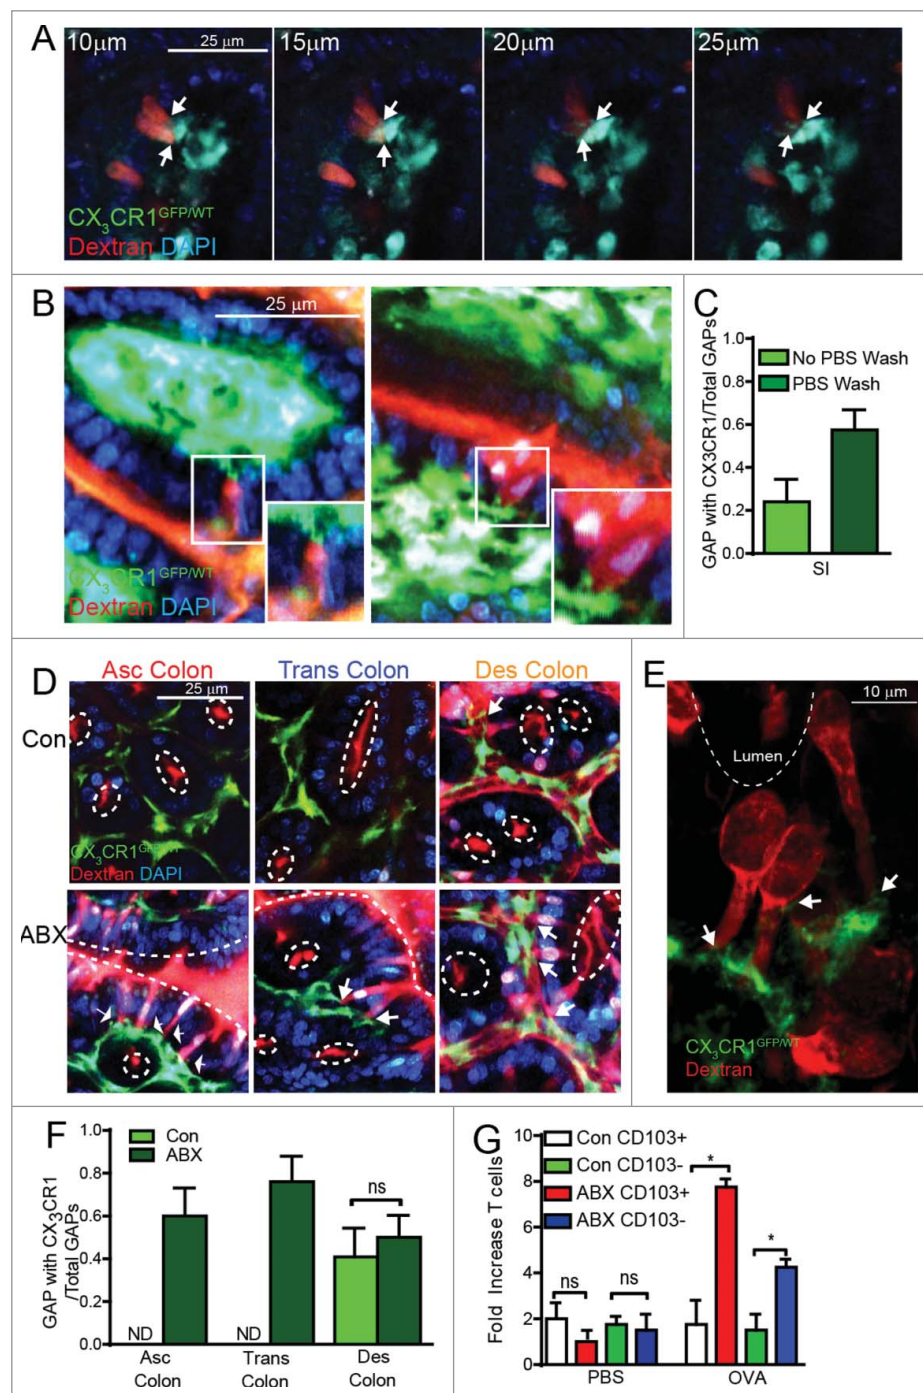 A
10µm
25 µm
15µm
20µm
25µm
CX3CR1GFP/WT
Dextran DAPI
B
25 µm
CX3CR1GFP/WT
Dextran DAPI
C
GAP with CX3CR1/Total GAPs
1.0
0.8
0.6
0.4
0.2
0.0
No PBS Wash
PBS Wash
SI
D
Asc Colon
Trans Colon
Des Colon
25 µm
Con
CX3CR1GFP/WT
Dextran DAPI
ABX
E
10 µm
Lumen
CX3CR1GFP/WT
Dextran
F
GAP with CX3CR1
/Total GAPs
1.0
0.8
0.6
0.4
0.2
0.0
Con
ABX
ns
ND
ND
Asc
Colon
Trans
Colon
Des
Colon
G
Fold Increase T cells
10
8
6
4
2
0
Con CD103+
Con CD103-
ABX CD103+
ABX CD103-
*
*
ns
ns
PBS
OVA